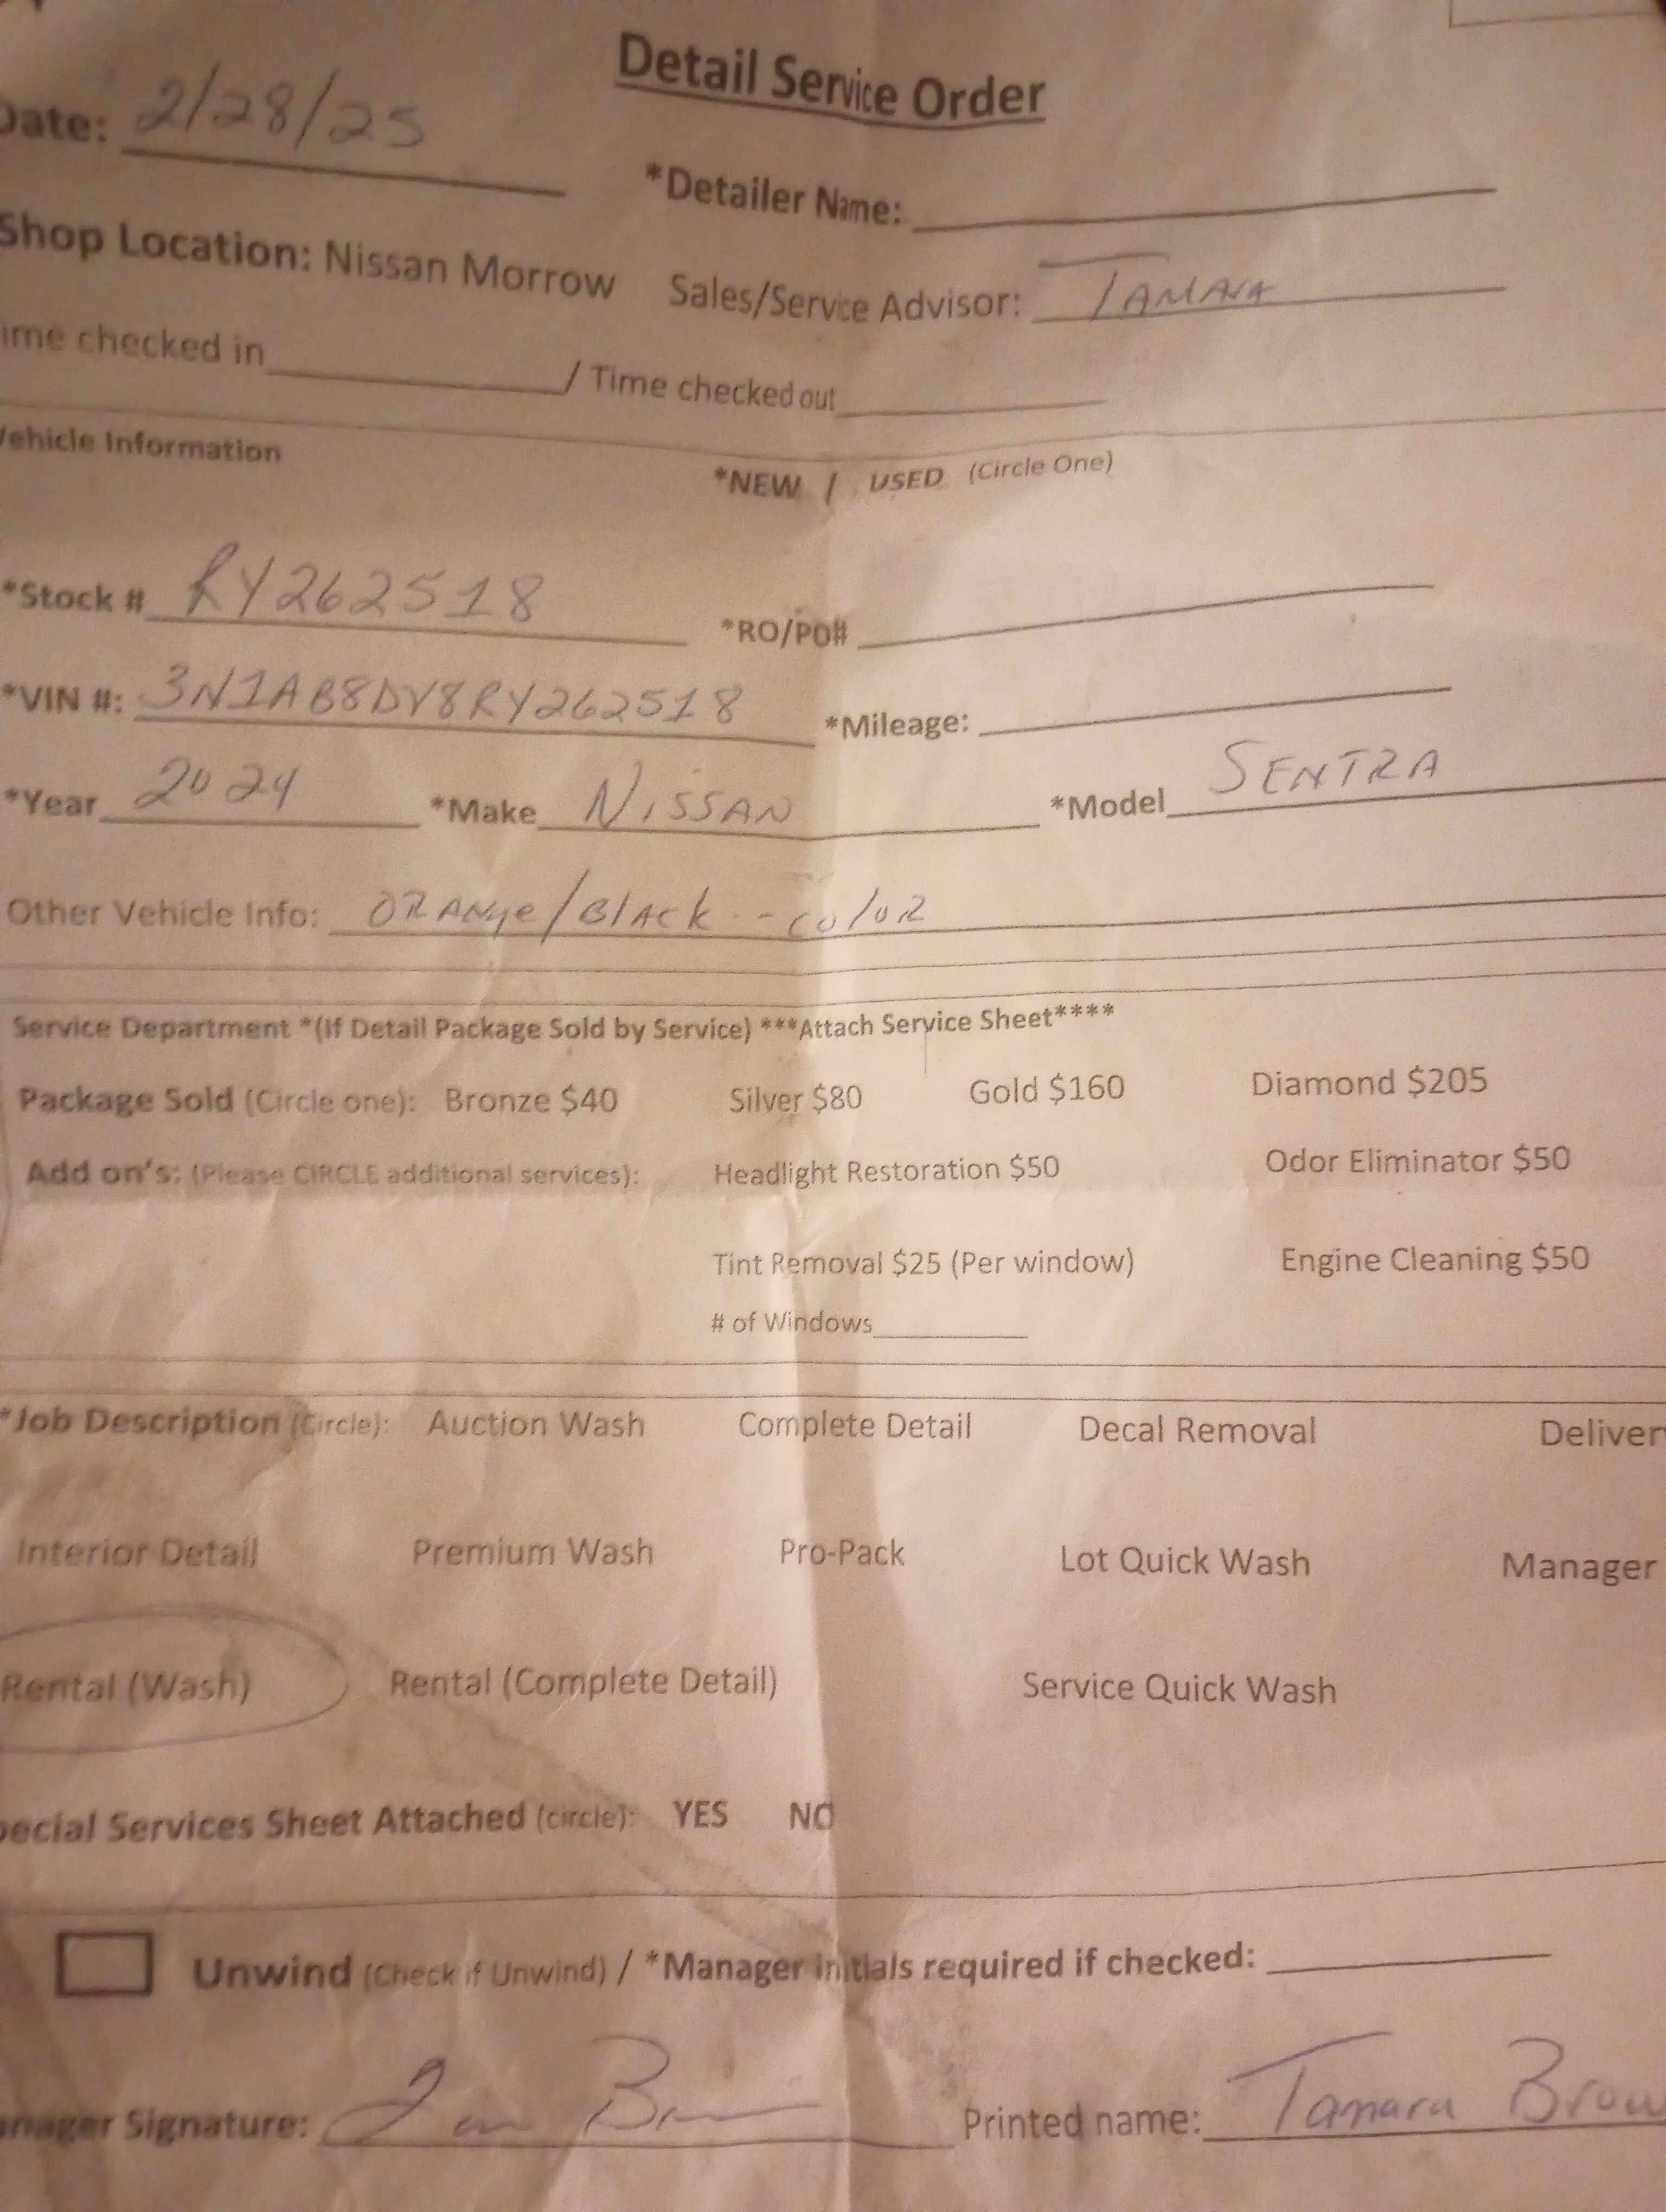 Detail Service Order
Date: 2/28/25
*Detailer Name:
Shop Location: Nissan Morrow Sales/Service Advisor: TAMARA
ime checked in / Time checked out
Vehicle Information
*NEW / USED (Circle One)
*Stock # RY262518 *RO/PO#
*VIN #: 3N1AB8DV8RY262518 *Mileage:
*Year 2024 *Make NISSAN *Model SENTRA
Other Vehicle Info: ORANge/BlACK - coloR
Service Department *(If Detail Package Sold by Service) ***Attach Service Sheet****
Package Sold (Circle one): Bronze $40 Silver $80 Gold $160 Diamond $205
Add on's: (Please CIRCLE additional services): Headlight Restoration $50 Odor Eliminator $50
Tint Removal $25 (Per window) Engine Cleaning $50
# of Windows
*Job Description (Circle): Auction Wash Complete Detail Decal Removal Deliver
Interior Detail Premium Wash Pro-Pack Lot Quick Wash Manager
Rental (Wash) Rental (Complete Detail) Service Quick Wash
pecial Services Sheet Attached (circle): YES NO
Unwind (Check if Unwind) / *Manager initials required if checked:
anager Signature: Printed name: Tamara Brow